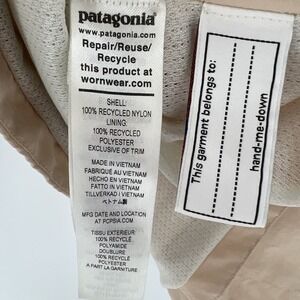 patagonia®
www.patagonia.com
Repair/Reuse/
Recycle
this product at
wornwear.com
SHELL:
100% RECYCLED NYLON
LINING:
100% RECYCLED
POLYESTER
EXCLUSIVE OF TRIM
MADE IN VIETNAM
FABRIQUÉ AU VIETNAM
HECHO EN VIETNAM
FATTO IN VIETNAM
TILLVERKAD I VIETNAM
ベトナム製
MFG DATE AND LOCATION
AT PCPSIA.COM
TISSU EXTERIEUR:
100% RECYCLÉ
POLYAMIDE
DOUBLURE:
100% RECYCLÉ
POLYESTER
A PART LA GARNITURE
This garment belongs to:
hand-me-down